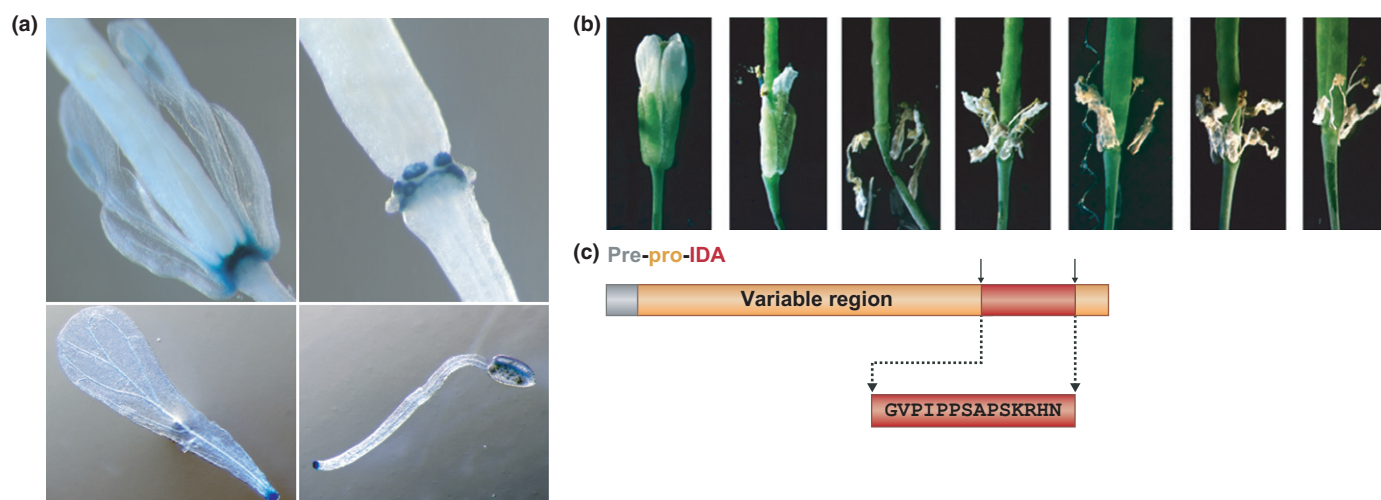 (a)
(b)
(c) Pre-pro-IDA
Variable region
GVPIPPSAPSKRHN